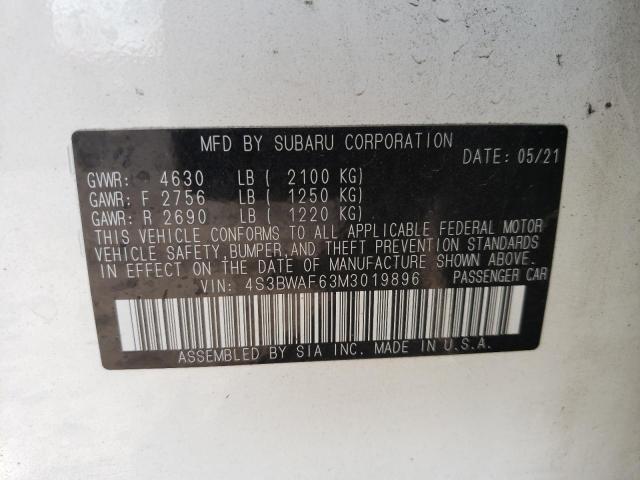 MFD BY SUBARU CORPORATION
DATE: 05/21
GVWR: 4630 LB ( 2100 KG)
GAWR: F 2756 LB ( 1250 KG)
GAWR: R 2690 LB ( 1220 KG)
THIS VEHICLE CONFORMS TO ALL APPLICABLE FEDERAL MOTOR
VEHICLE SAFETY,BUMPER,AND THEFT PREVENTION STANDARDS
IN EFFECT ON THE DATE OF MANUFACTURE SHOWN ABOVE.
VIN: 4S3BWAF63M3019896 PASSENGER CAR
ASSEMBLED BY SIA INC. MADE IN U.S.A.